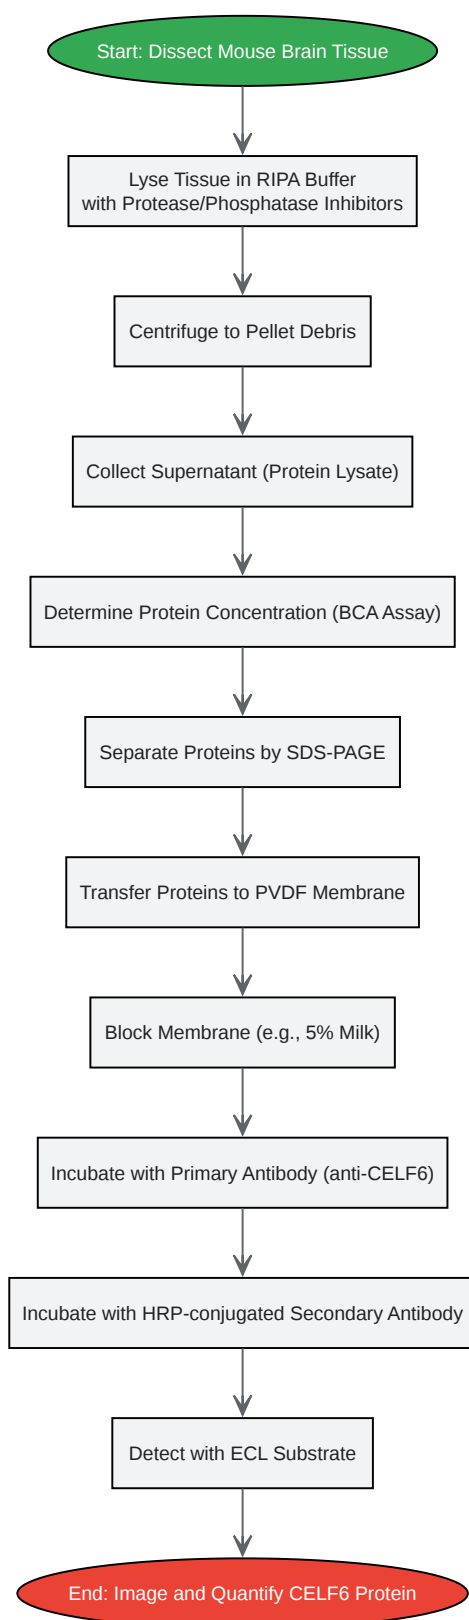 Start: Dissect Mouse Brain Tissue
Lyse Tissue in RIPA Buffer
with Protease/Phosphatase Inhibitors
Centrifuge to Pellet Debris
Collect Supernatant (Protein Lysate)
Determine Protein Concentration (BCA Assay)
Separate Proteins by SDS-PAGE
Transfer Proteins to PVDF Membrane
Block Membrane (e.g., 5% Milk)
Incubate with Primary Antibody (anti-CELF6)
Incubate with HRP-conjugated Secondary Antibody
Detect with ECL Substrate
End: Image and Quantify CELF6 Protein